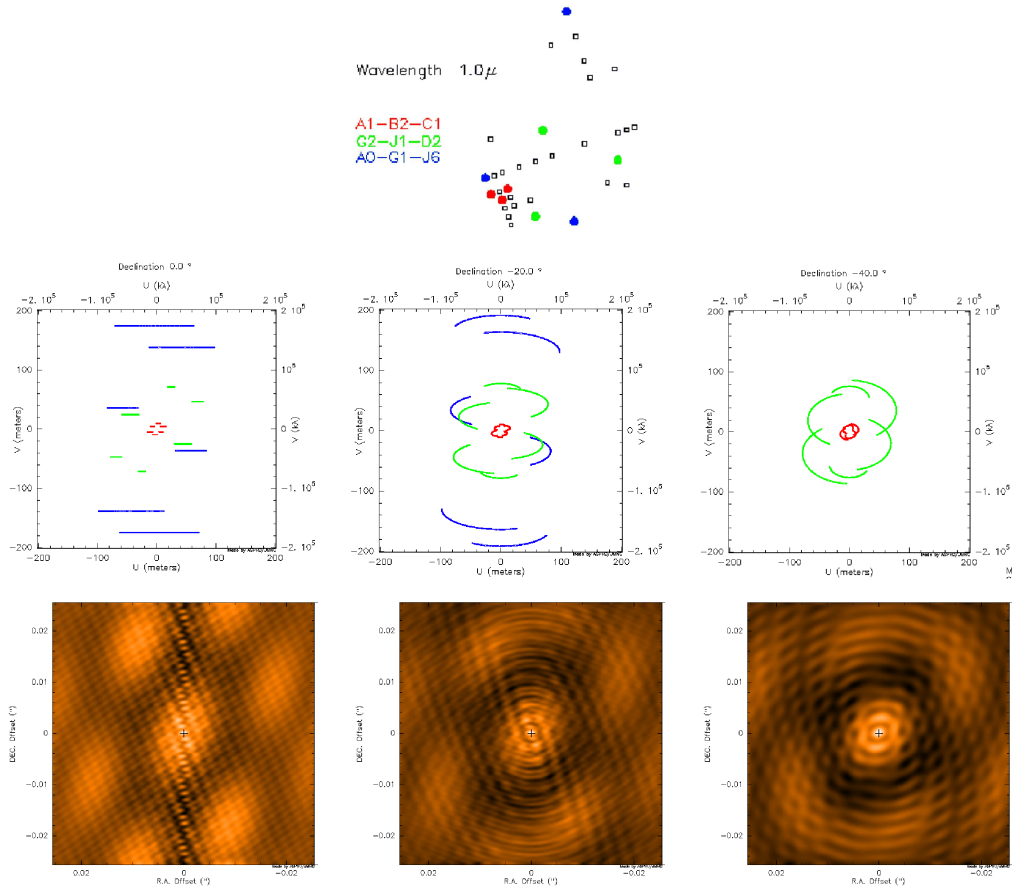 Wavelength 1.0μ
A1-B2-C1
G2-J1-D2
A0-G1-J6
Declination 0.0 °
U (kλ)
-2. 10⁵ -1. 10⁵ 0 10⁵ 2 10⁵
200 2 10⁵
100 10⁵
V (meters) 0 0 V (kλ)
-100 -1. 10⁵
-200 -2. 10⁵
-200 -100 0 100 200
U (meters)
Declination -20.0 °
U (kλ)
-2. 10⁵ -1. 10⁵ 0 10⁵ 2 10⁵
200 2 10⁵
100 10⁵
V (meters) 0 0 V (kλ)
-100 -1. 10⁵
-200 -2. 10⁵
-200 -100 0 100 200
U (meters)
Declination -40.0 °
U (kλ)
-2. 10⁵ -1. 10⁵ 0 10⁵ 2 10⁵
200 2 10⁵
100 10⁵
V (meters) 0 0 V (kλ)
-100 -1. 10⁵
-200 -2. 10⁵
-200 -100 0 100 200
U (meters) M
0.02
0.01
DEC. Offset (") 0
-0.01
-0.02
0.02 0 -0.02
R.A. Offset (")
0.02
0.01
DEC. Offset (") 0
-0.01
-0.02
0.02 0 -0.02
R.A. Offset (")
0.02
0.01
DEC. Offset (") 0
-0.01
-0.02
0.02 0 -0.02
R.A. Offset (")